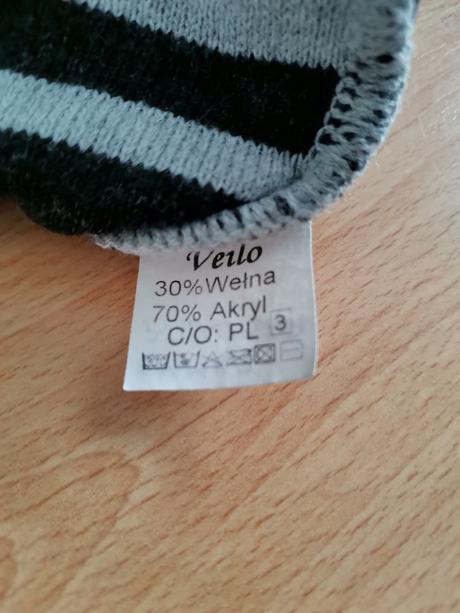 Veilo
30%Wełna
70% Akryl
C/O: PL 3